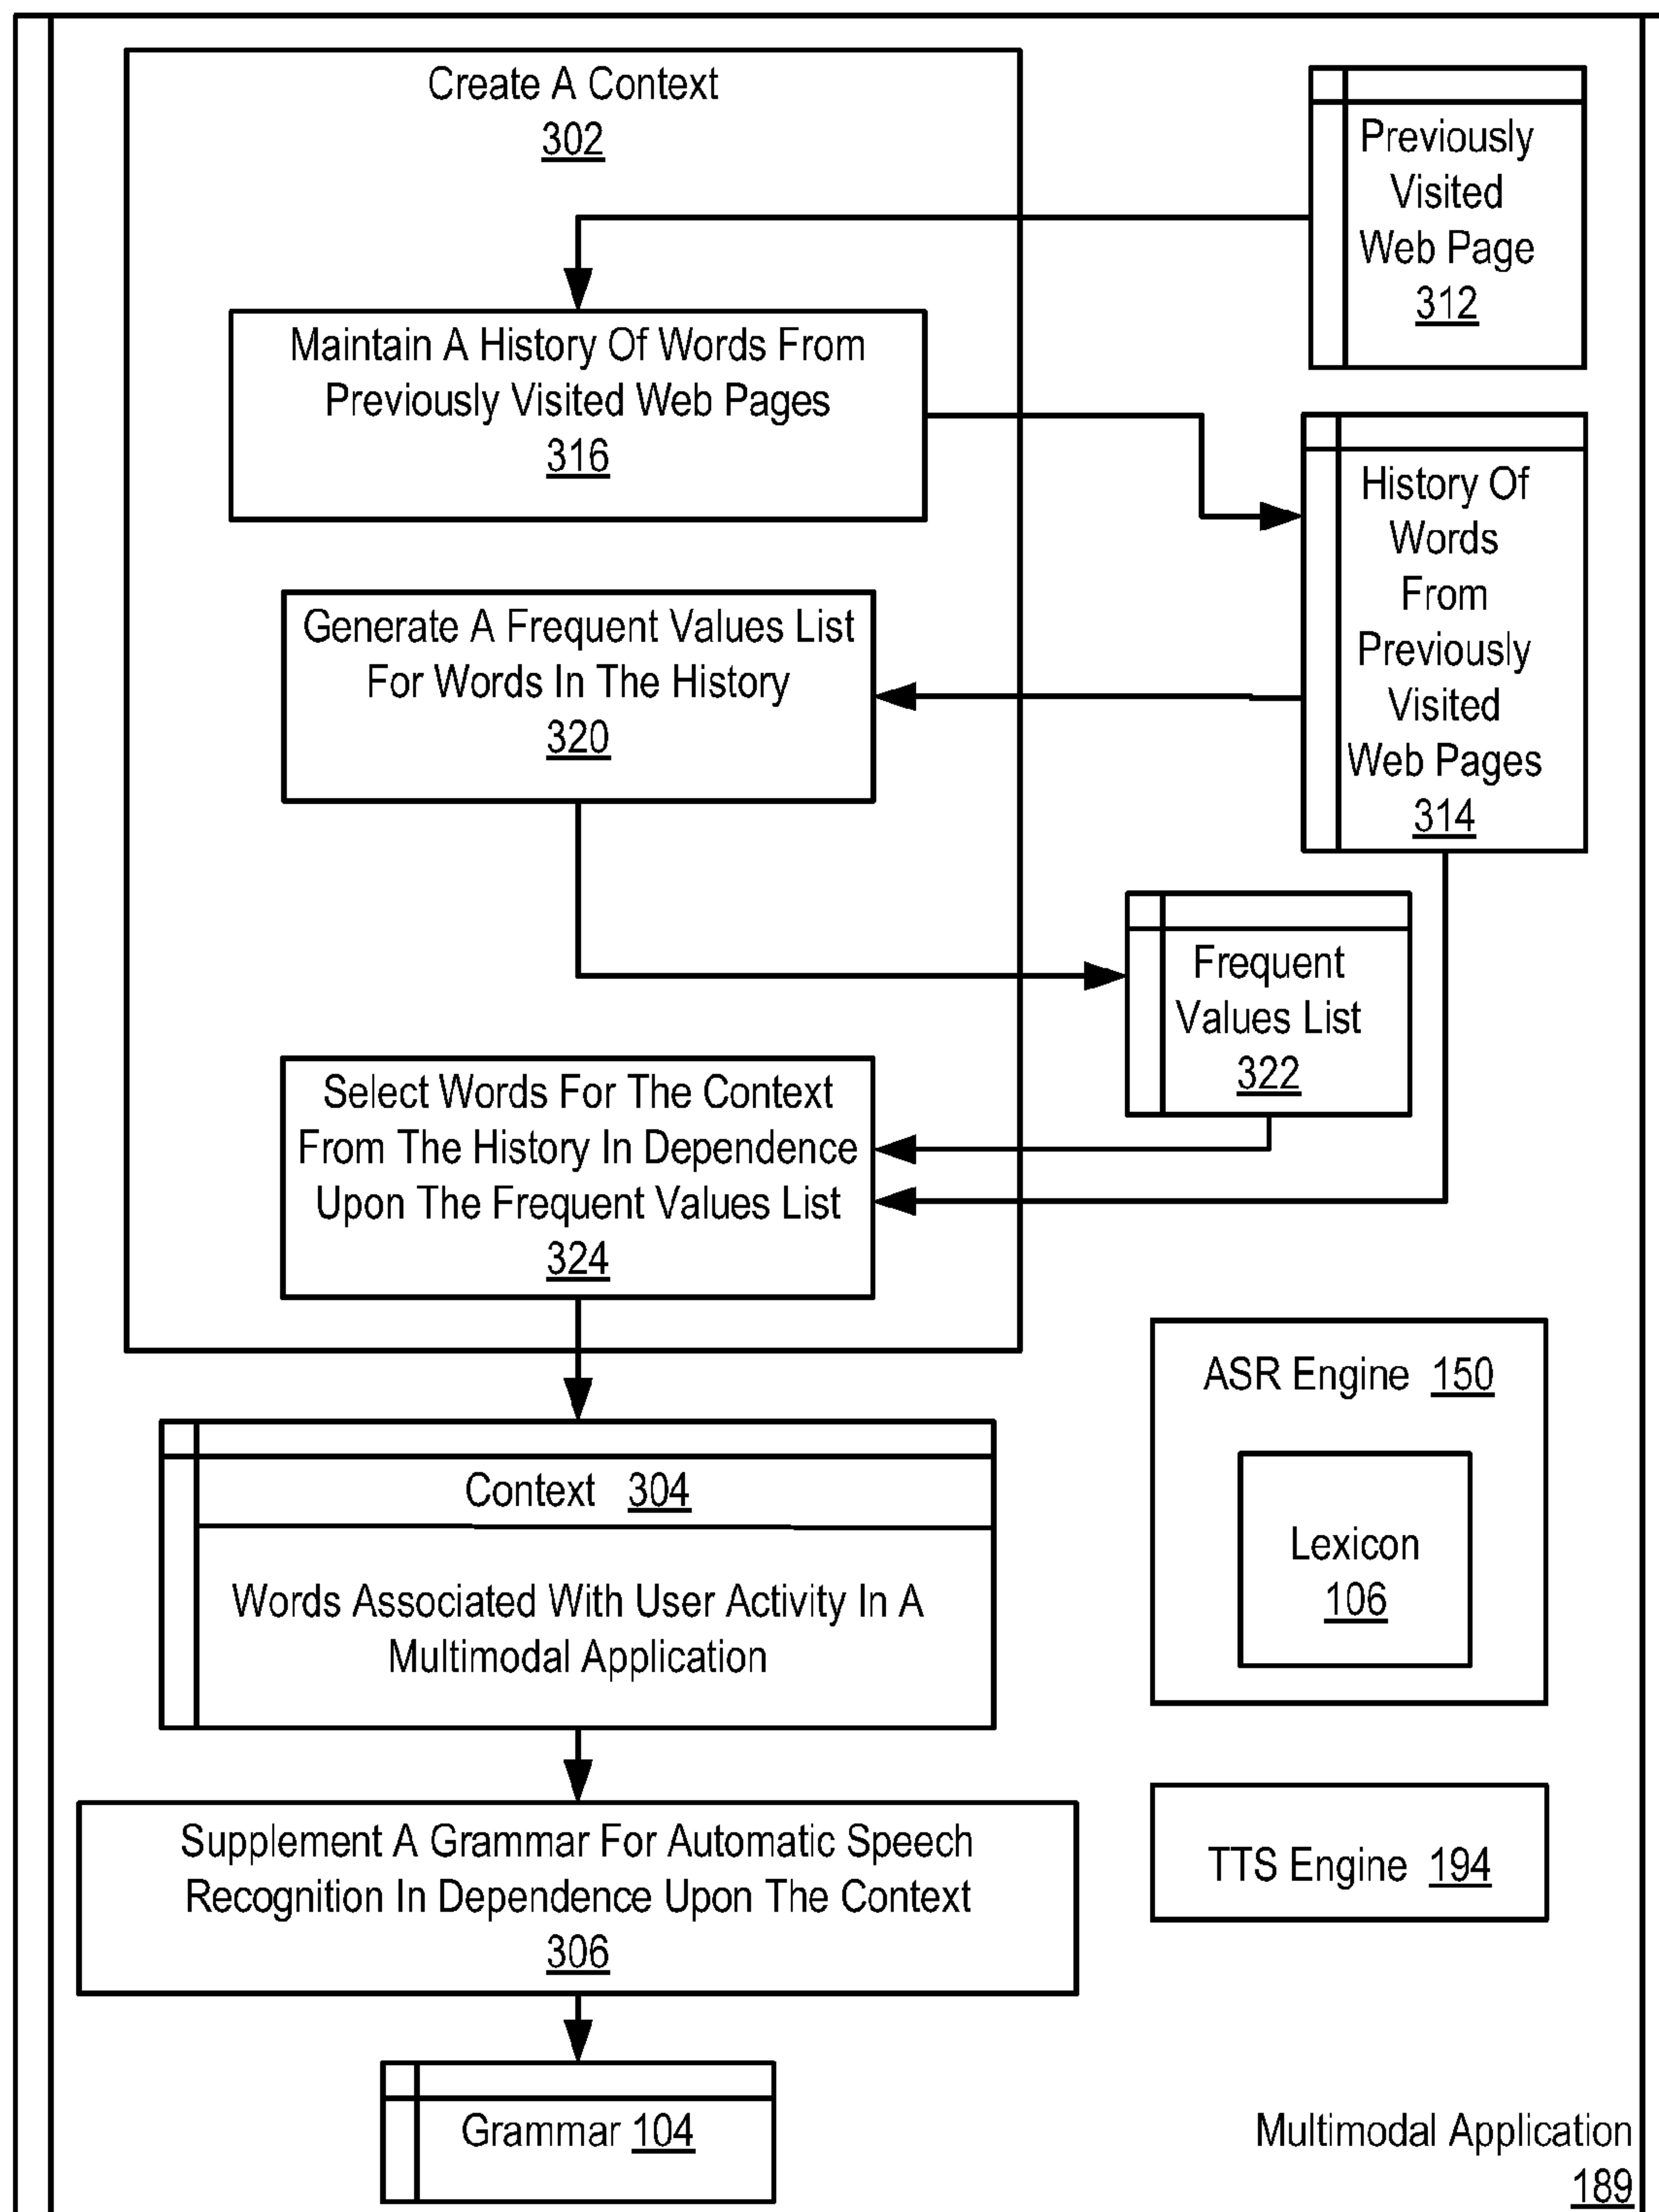 Create A Context
302
Previously
Visited
Web Page
312
Maintain A History Of Words From
Previously Visited Web Pages
316
History Of
Words
From
Previously
Visited
Web Pages
314
Generate A Frequent Values List
For Words In The History
320
Frequent
Values List
322
Select Words For The Context
From The History In Dependence
Upon The Frequent Values List
324
ASR Engine 150
Lexicon
106
Context 304
Words Associated With User Activity In A
Multimodal Application
TTS Engine 194
Supplement A Grammar For Automatic Speech
Recognition In Dependence Upon The Context
306
Grammar 104
Multimodal Application
189